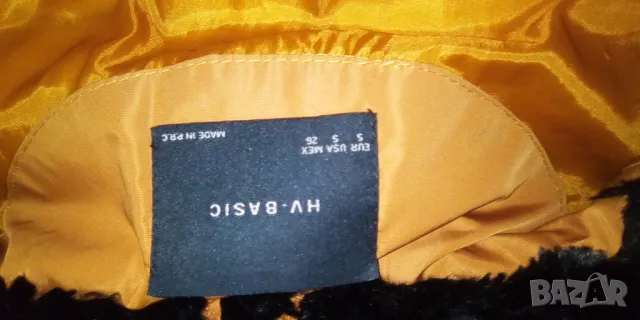 HV-BASIC
EUR USA MEX
S S 26
MADE IN P.R.C
BAZAR